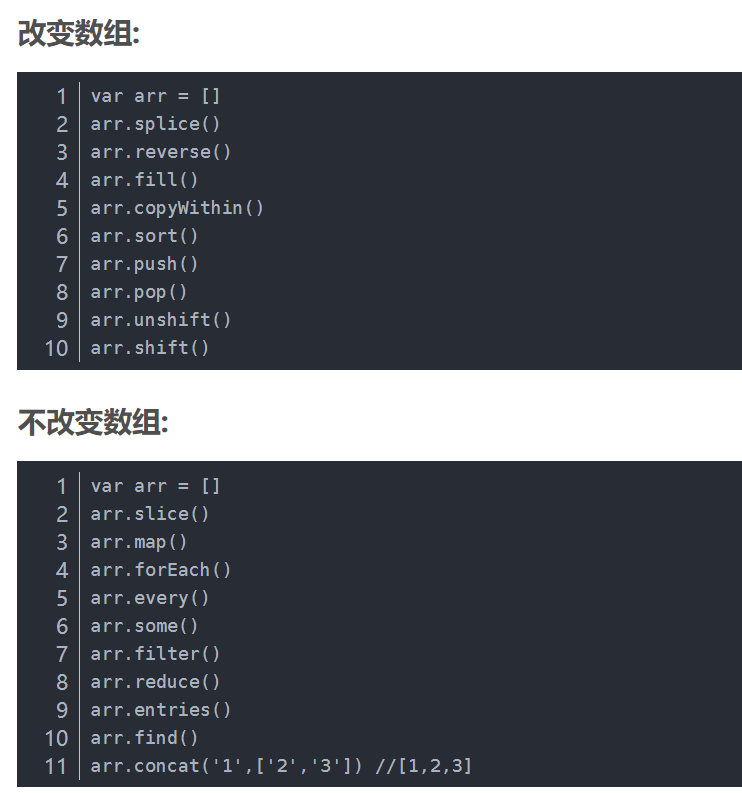 改变数组:
1 var arr = []
2 arr.splice()
3 arr.reverse()
4 arr.fill()
5 arr.copyWithin()
6 arr.sort()
7 arr.push()
8 arr.pop()
9 arr.unshift()
10 arr.shift()
不改变数组:
1 var arr = []
2 arr.slice()
3 arr.map()
4 arr.forEach()
5 arr.every()
6 arr.some()
7 arr.filter()
8 arr.reduce()
9 arr.entries()
10 arr.find()
11 arr.concat('1',['2','3']) //[1,2,3]